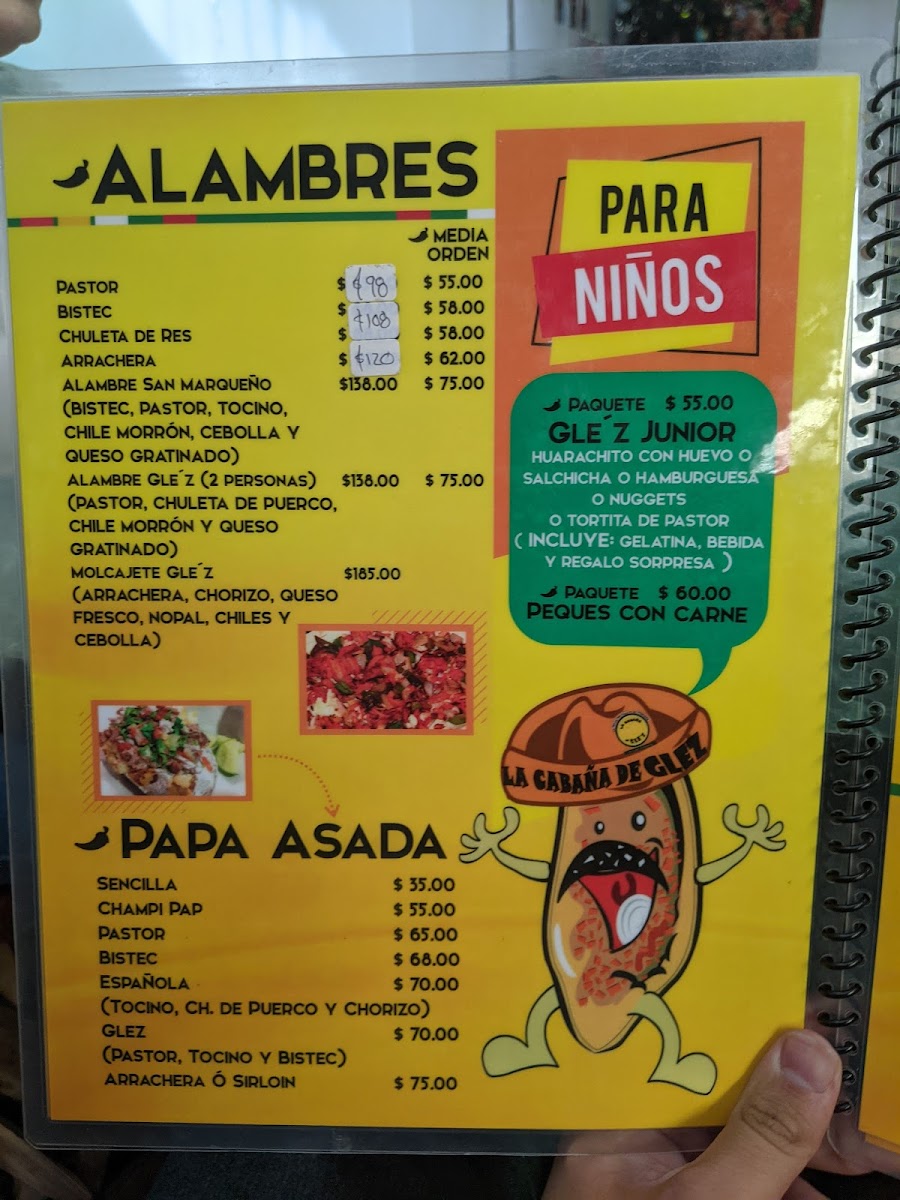 ALAMBRES
MEDIA
ORDEN
PASTOR $ $98 $ 55.00
BISTEC $ $108 $ 58.00
CHULETA DE RES $ $ 58.00
ARRACHERA $ $120 $ 62.00
ALAMBRE SAN MARQUEÑO $138.00 $ 75.00
(BISTEC, PASTOR, TOCINO,
CHILE MORRÓN, CEBOLLA Y
QUESO GRATINADO)
ALAMBRE GLE´Z (2 PERSONAS) $138.00 $ 75.00
(PASTOR, CHULETA DE PUERCO,
CHILE MORRÓN Y QUESO
GRATINADO)
MOLCAJETE GLE´Z $185.00
(ARRACHERA, CHORIZO, QUESO
FRESCO, NOPAL, CHILES Y
CEBOLLA)
PARA
NIÑOS
PAQUETE $ 55.00
GLE´Z JUNIOR
HUARACHITO CON HUEVO O
SALCHICHA O HAMBURGUESA
O NUGGETS
O TORTITA DE PASTOR
( INCLUYE: GELATINA, BEBIDA
Y REGALO SORPRESA )
PAQUETE $ 60.00
PEQUES CON CARNE
LA CABAÑA DE GLEZ
PAPA ASADA
SENCILLA $ 35.00
CHAMPI PAP $ 55.00
PASTOR $ 65.00
BISTEC $ 68.00
ESPAÑOLA $ 70.00
(TOCINO, CH. DE PUERCO Y CHORIZO)
GLEZ $ 70.00
(PASTOR, TOCINO Y BISTEC)
ARRACHERA Ó SIRLOIN $ 75.00